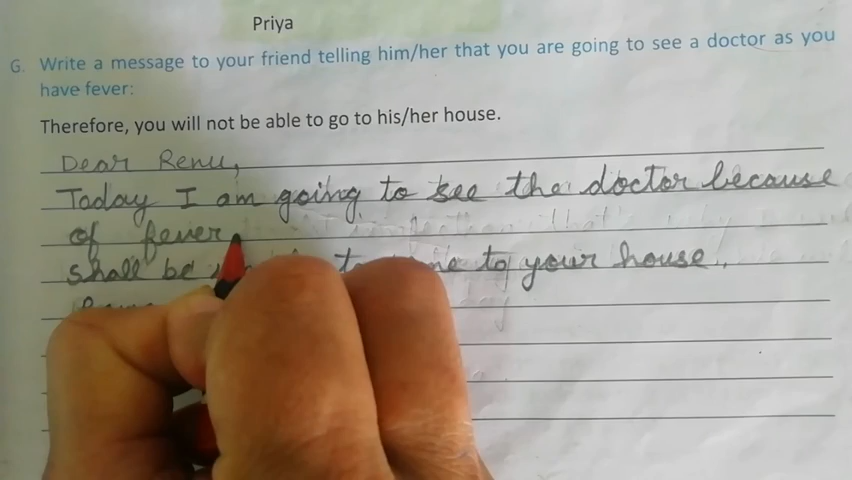 Priya
G. Write a message to your friend telling him/her that you are going to see a doctor as you
have fever:
Therefore, you will not be able to go to his/her house.
Dear Renu,
Today I am going to see the doctor because
of fever
shall be to your house.